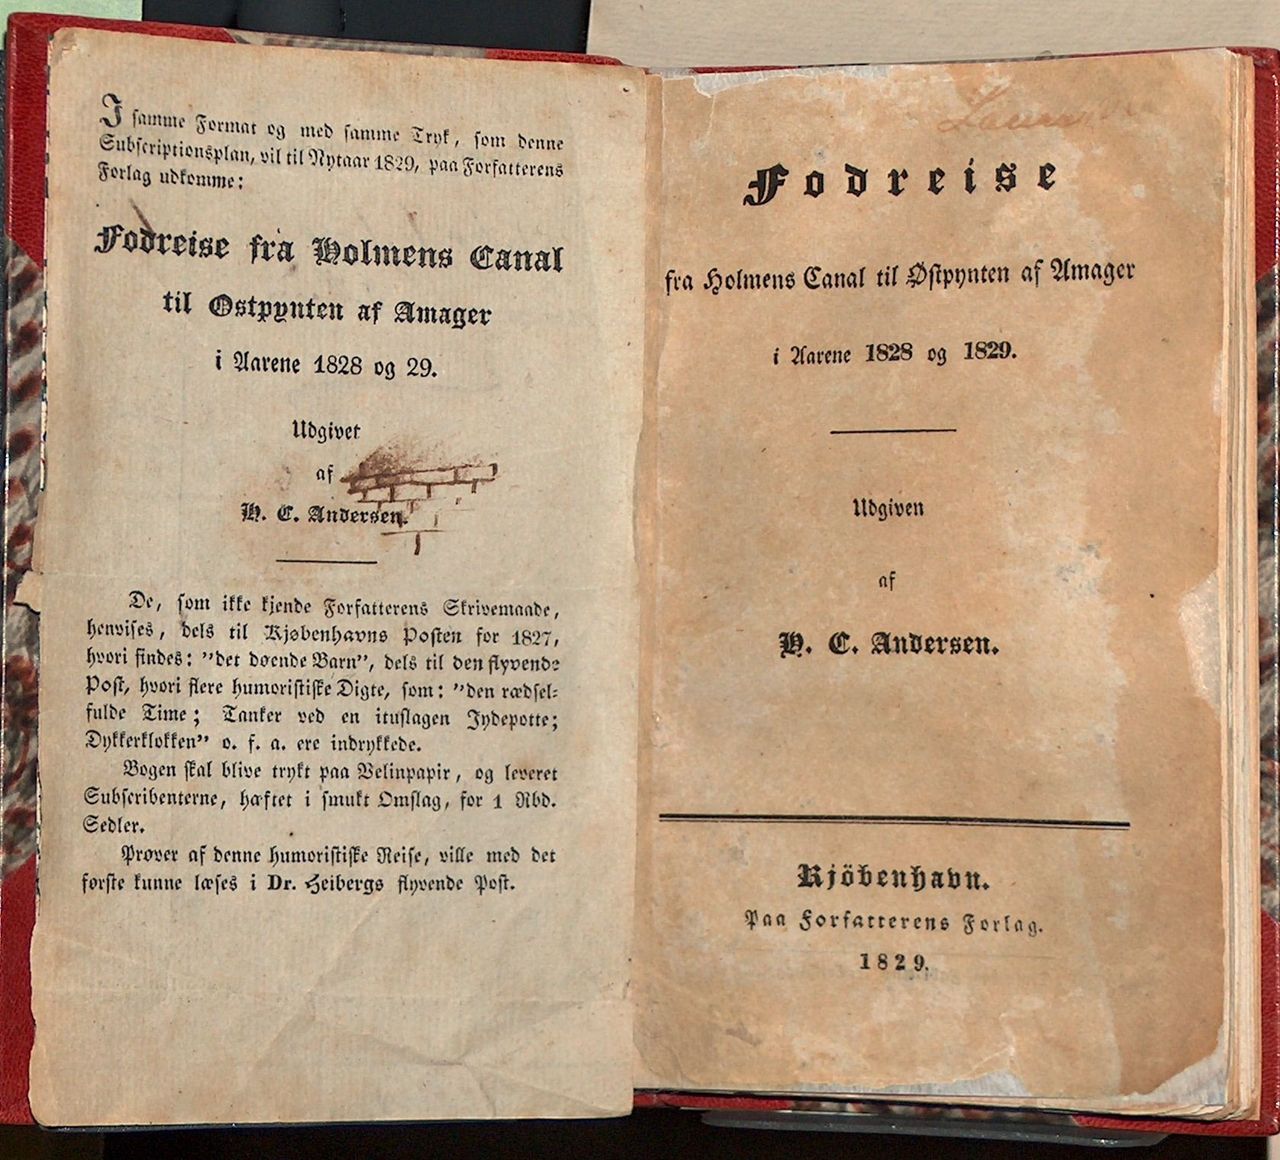 I samme Format og med samme Tryk, som denne
Subscriptionsplan, vil til Nytaar 1829, paa Forfatterens
Forlag udkomme:
Fodreise fra Holmens Canal
til Østpynten af Amager
i Aarene 1828 og 29.
Udgivet
af
H. C. Andersen.
De, som ikke kjende Forfatterens Skrivemaade,
henvises, dels til Kjøbenhavns Posten for 1827,
hvori findes: "det døende Barn", dels til den flyvende
Post, hvori flere humoristiske Digte, som: "den rædsel-
fulde Time; Tanker ved en ituslagen Jydepotte;
Dykkerklokken" o. s. a. ere indrykkede.
Bogen skal blive trykt paa Velinpapir, og leveret
Subscribenterne, hæftet i smukt Omslag, for 1 Rbd.
Sedler.
Prøver af denne humoristiske Reise, ville med det
første kunne læses i Dr. Heibergs flyvende Post.
Fodreise
fra Holmens Canal til Østpynten af Amager
i Aarene 1828 og 1829.
Udgiven
af
H. C. Andersen.
Kjöbenhavn.
Paa Forfatterens Forlag.
1829.